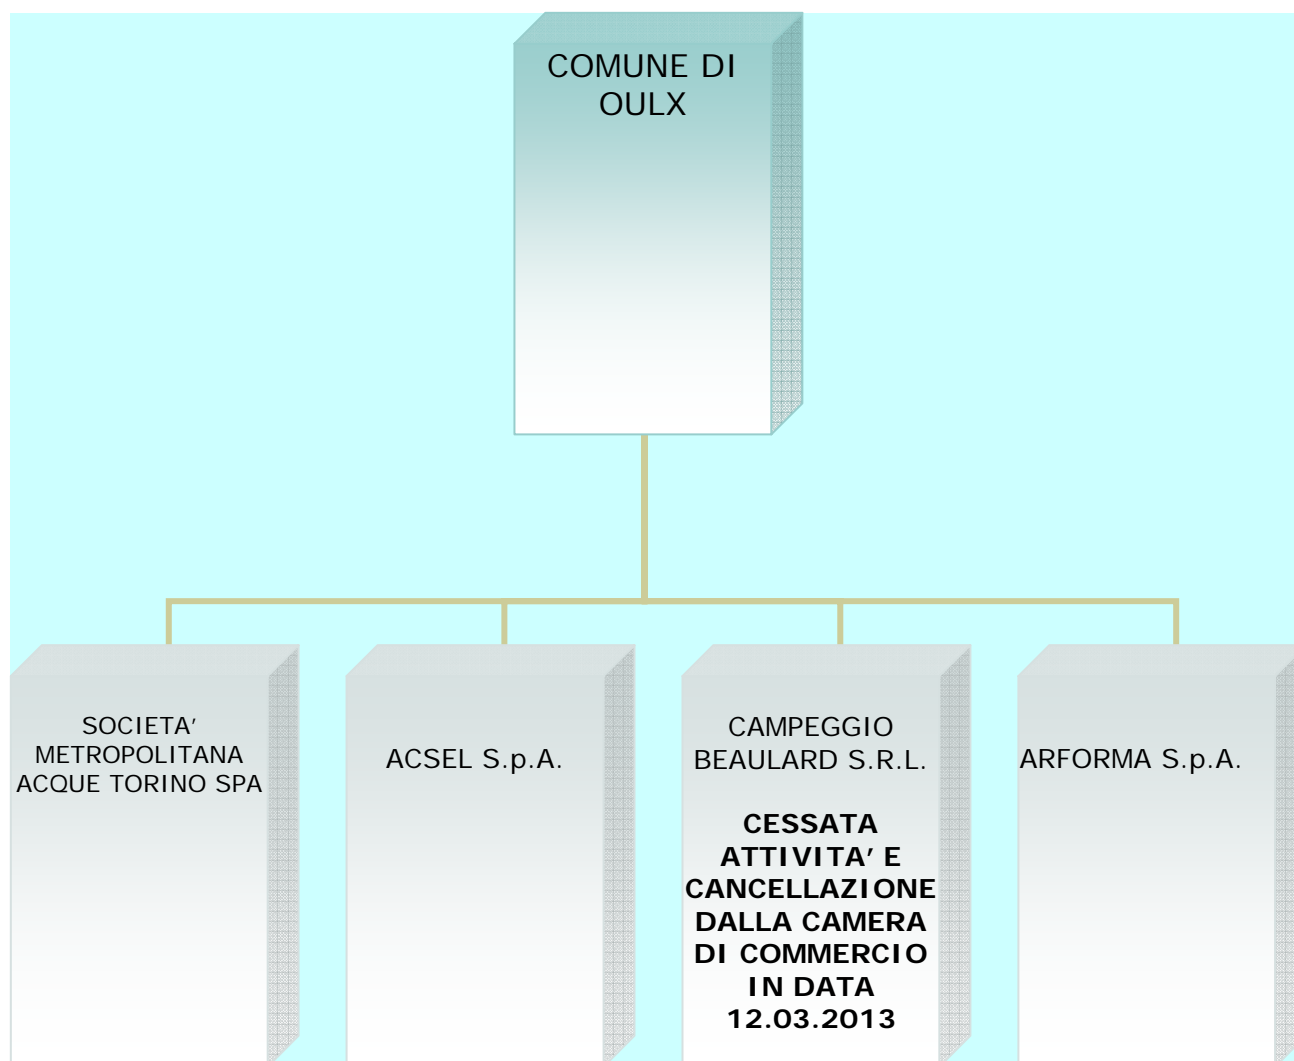 COMUNE DI
OULX
SOCIETA’
METROPOLITANA
ACQUE TORINO SPA
ACSEL S.p.A.
CAMPEGGIO
BEAULARD S.R.L.
CESSATA
ATTIVITA’ E
CANCELLAZIONE
DALLA CAMERA
DI COMMERCIO
IN DATA
12.03.2013
ARFORMA S.p.A.